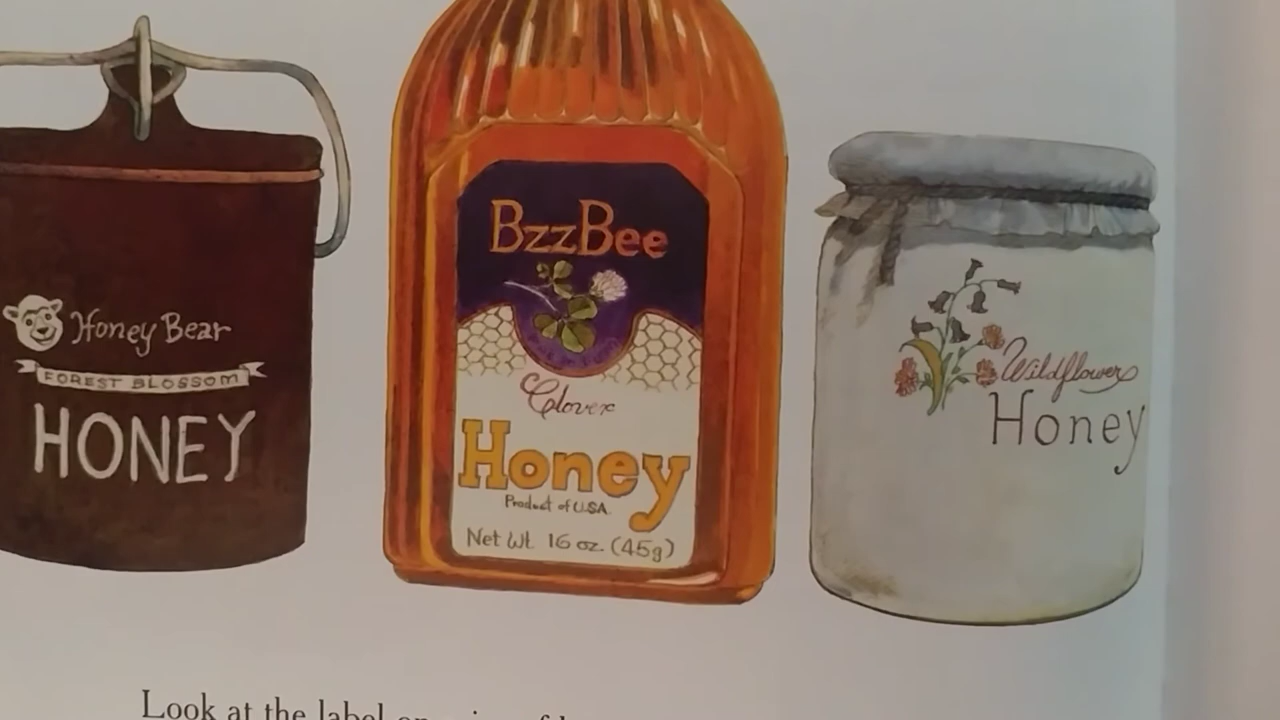 Honey Bear
FOREST BLOSSOM
HONEY
BzzBee
Clover
Honey
Product of U.S.A.
Net Wt. 16 oz. (45g)
Wildflower
Honey
Look at the label on